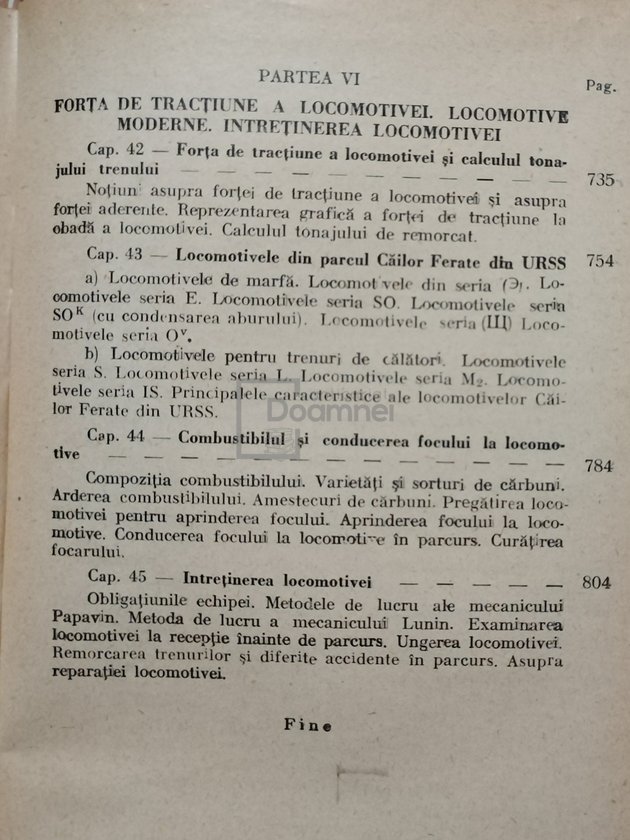 PARTEA VI
Pag.
FORȚA DE TRACȚIUNE A LOCOMOTIVEI. LOCOMOTIVE
MODERNE. INTREȚINEREA LOCOMOTIVEI
Cap. 42 — Forța de tracțiune a locomotivei și calculul tona-
jului trenului — — — — — — — — — — — 735
Noțiuni asupra forței de tracțiune a locomotivei și asupra
forței aderente. Reprezentarea grafică a forței de tracțiune la
obadă a locomotivei. Calculul tonajului de remorcat.
Cap. 43 — Locomotivele din parcul Căilor Ferate din URSS 754
a) Locomotivele de marfă. Locomotivele din seria (Э). Lo-
comotivele seria E. Locomotivele seria SO. Locomotivele seria
SOᴷ (cu condensarea aburului). Locomotivele seria (Щ) Loco-
motivele seria Oᵛ.
b) Locomotivele pentru trenuri de călători. Locomotivele
seria S. Locomotivele seria L. Locomotivele seria M₂. Locomo-
tivele seria IS. Principalele caracteristice ale locomotivelor Căi-
lor Ferate din URSS.
Doamnei
Cap. 44 — Combustibilul și conducerea focului la locomo-
tive — — — — — — — — — — — — — 784
Compoziția combustibilului. Varietăți și sorturi de cărbuni.
Arderea combustibilului. Amestecuri de cărbuni. Pregătirea loco-
motivei pentru aprinderea focului. Aprinderea focului la loco-
motive. Conducerea focului la locomotive în parcurs. Curățirea
focarului.
Cap. 45 — Intreținerea locomotivei — — — — — 804
Obligațiunile echipei. Metodele de lucru ale mecanicului
Papavin. Metoda de lucru a mecanicului Lunin. Examinarea
locomotivei la recepție înainte de parcurs. Ungerea locomotivei.
Remorcarea trenurilor și diferite accidente în parcurs. Asupra
reparației locomotivei.
Fine